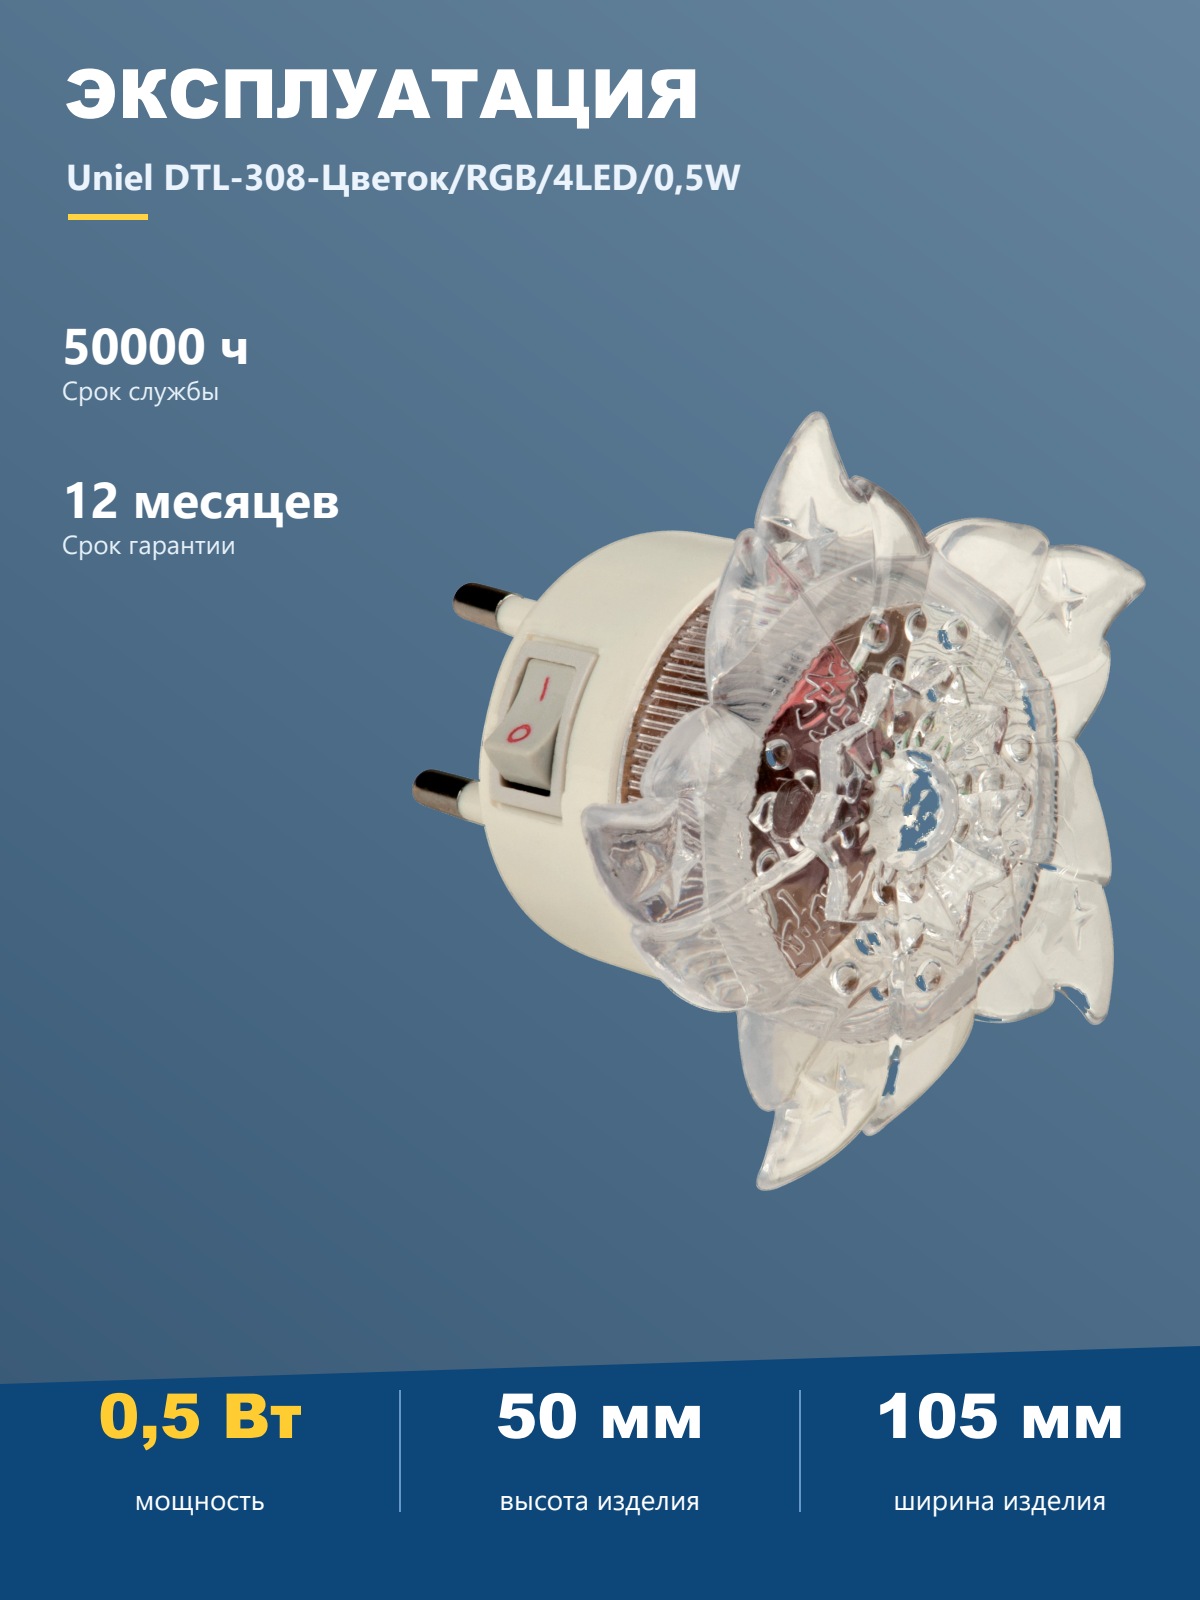 ЭКСПЛУАТАЦИЯ
Uniel DTL-308-Цветок/RGB/4LED/0,5W
50000 ч
Срок службы
12 месяцев
Срок гарантии
I
O
0,5 Вт
мощность
50 мм
высота изделия
105 мм
ширина изделия